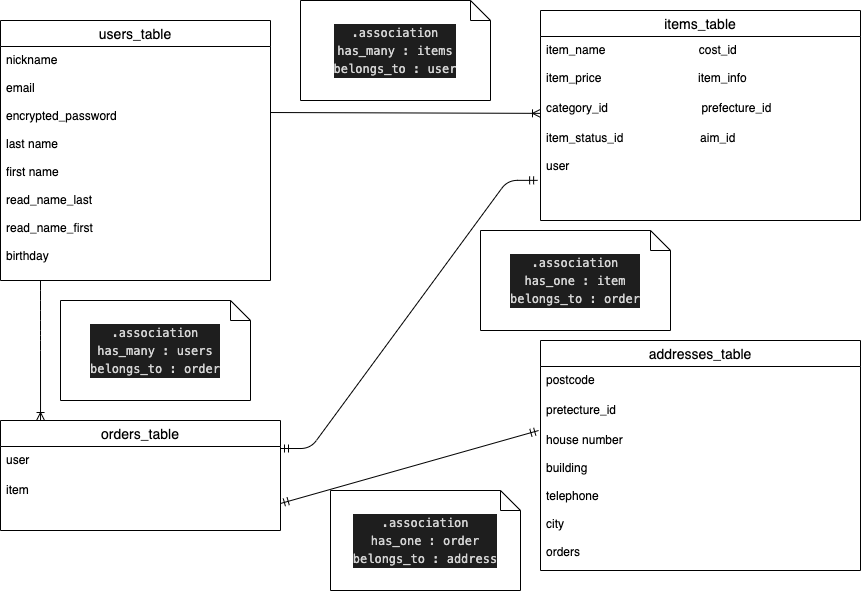 users_table
nickname
email
encrypted_password
last name
first name
read_name_last
read_name_first
birthday
.association
has_many : items
belongs_to : user
items_table
item_name cost_id
item_price item_info
category_id prefecture_id
item_status_id aim_id
user
.association
has_one : item
belongs_to : order
.association
has_many : users
belongs_to : order
addresses_table
postcode
pretecture_id
house number
building
telephone
city
orders
orders_table
user
item
.association
has_one : order
belongs_to : address